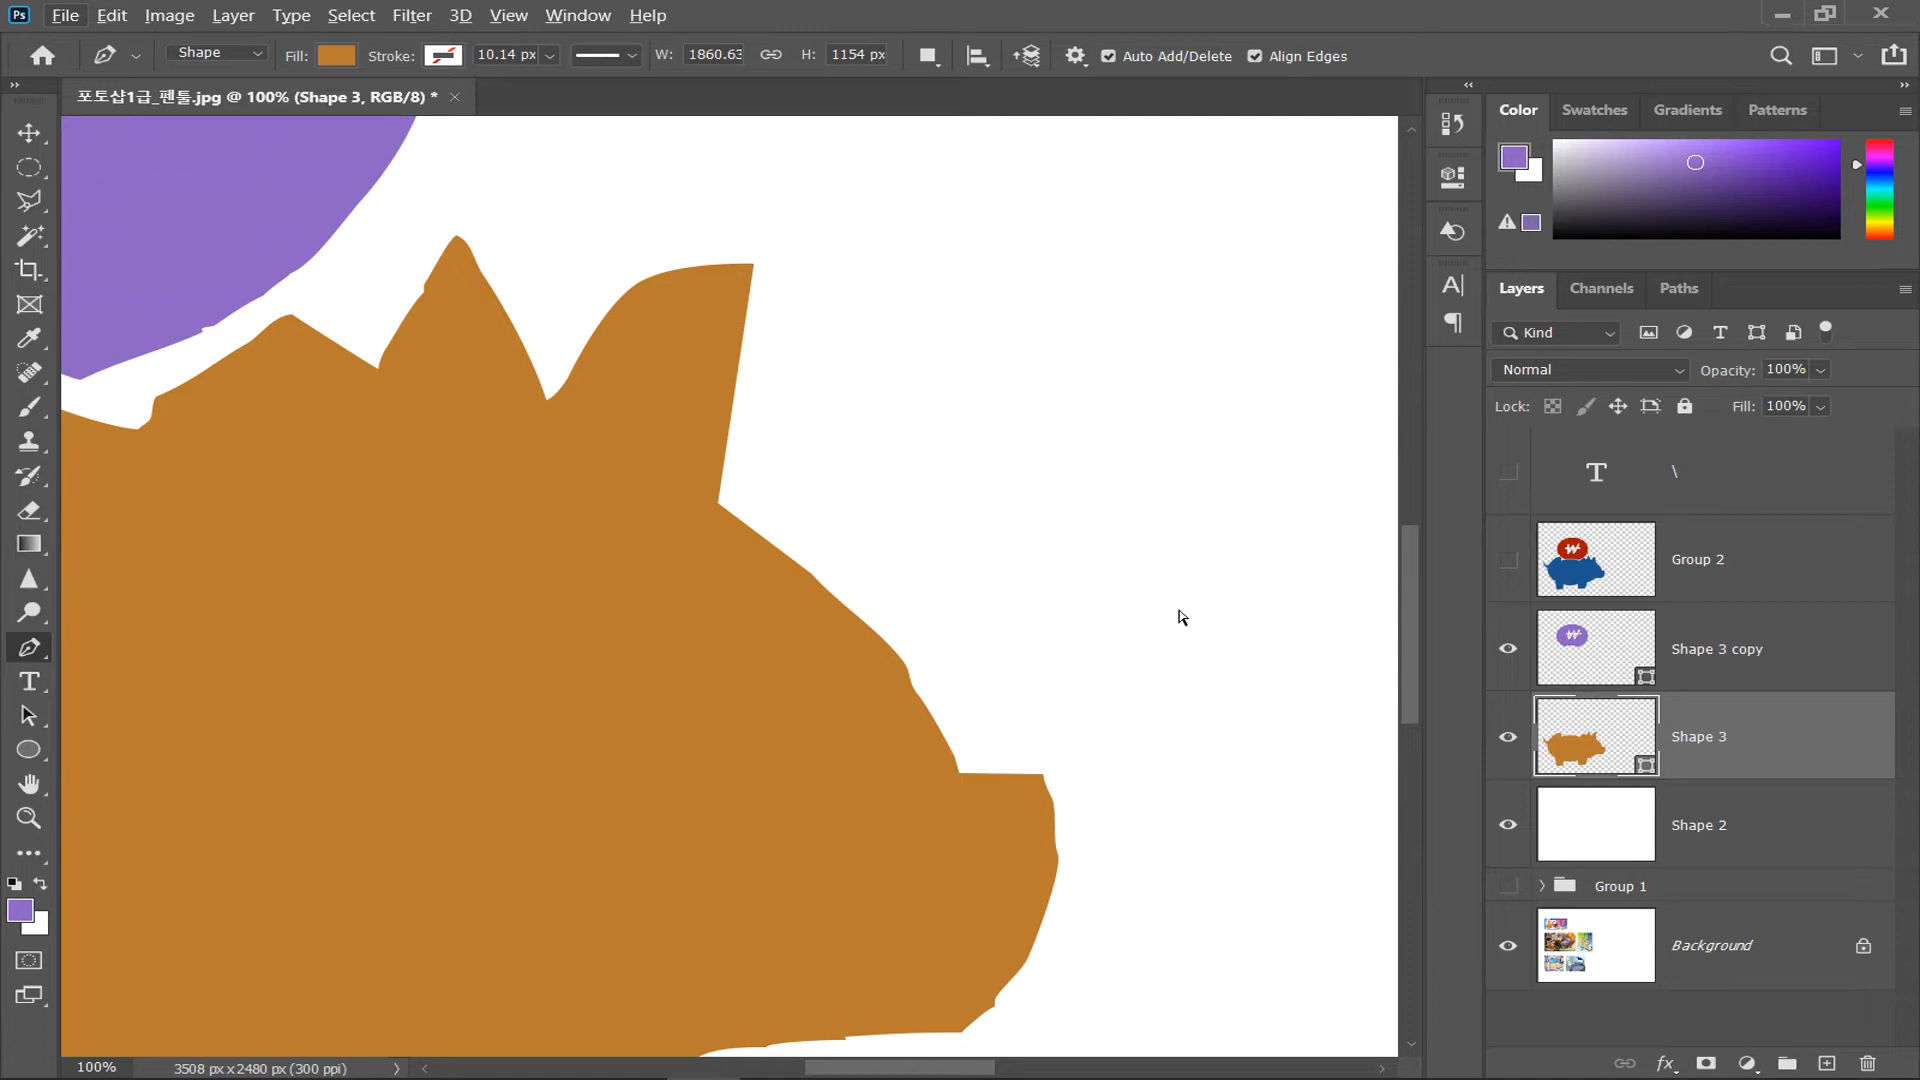 Ps File Edit Image Layer Type Select Filter 3D View Window Help
Shape Fill: Stroke: 10.14 px W: 1860.63 H: 1154 px Auto Add/Delete Align Edges
포토샵1급_펜툴.jpg @ 100% (Shape 3, RGB/8) *
Color Swatches Gradients Patterns
Layers Channels Paths
Kind
Normal Opacity: 100%
Lock: Fill: 100%
T \
Group 2
Shape 3 copy
Shape 3
Shape 2
Group 1
Background
100% 3508 px x 2480 px (300 ppi)
fx